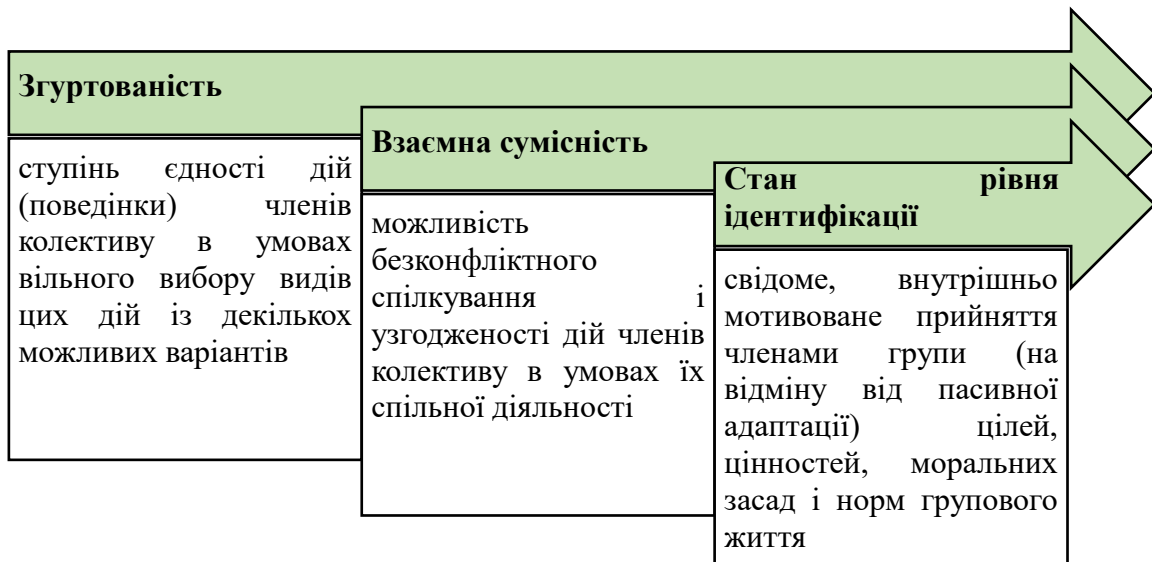 Згуртованість
ступінь єдності дій
(поведінки) членів
колективу в умовах
вільного вибору видів
цих дій із декількох
можливих варіантів
Взаємна сумісність
можливість
безконфліктного
спілкування і
узгодженості дій членів
колективу в умовах їх
спільної діяльності
Стан рівня
ідентифікації
свідоме, внутрішньо
мотивоване прийняття
членами групи (на
відміну від пасивної
адаптації) цілей,
цінностей, моральних
засад і норм групового
життя